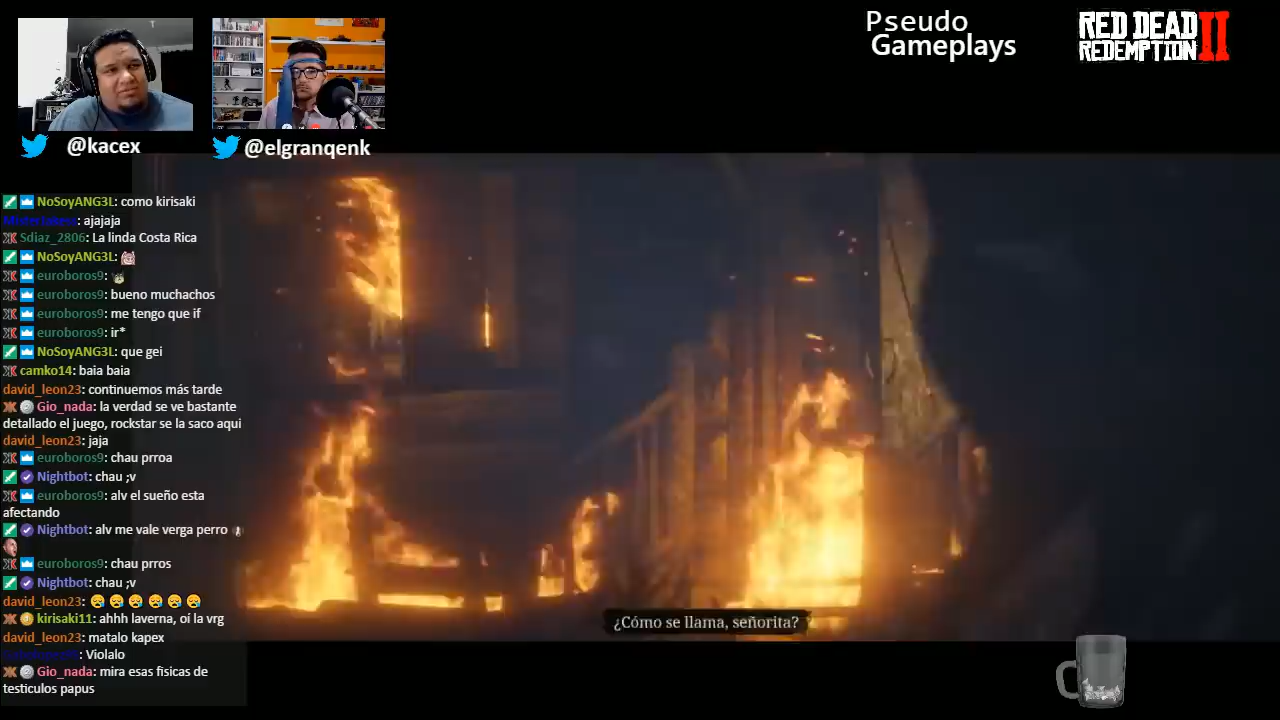 Pseudo
Gameplays
RED DEAD
REDEMPTION II
@kacex
@elgranqenk
NoSoyANG3L: como kirisaki
: ajajaja
Sdiaz_2806: La linda Costa Rica
NoSoyANG3L:
euroboros9:
euroboros9: bueno muchachos
euroboros9: me tengo que if
euroboros9: ir*
NoSoyANG3L: que gei
camko14: baia baia
david_leon23: continuemos más tarde
Gio_nada: la verdad se ve bastante
detallado el juego, rockstar se la saco aqui
david_leon23: jaja
euroboros9: chau prroa
Nightbot: chau ;v
euroboros9: alv el sueño esta
afectando
Nightbot: alv me vale verga perro
euroboros9: chau prros
Nightbot: chau ;v
david_leon23:
kirisaki11: ahhh laverna, oí la vrg
david_leon23: matalo kapex
: Violalo
Gio_nada: mira esas fisicas de
testiculos papus
¿Cómo se llama, señorita?